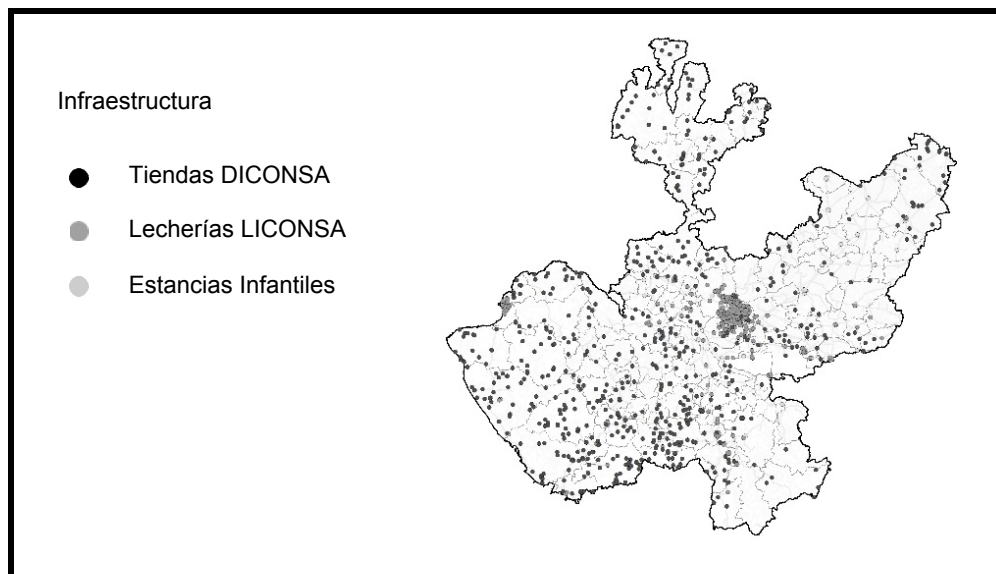 Infraestructura
Tiendas DICONSA
Lecherías LICONSA
Estancias Infantiles